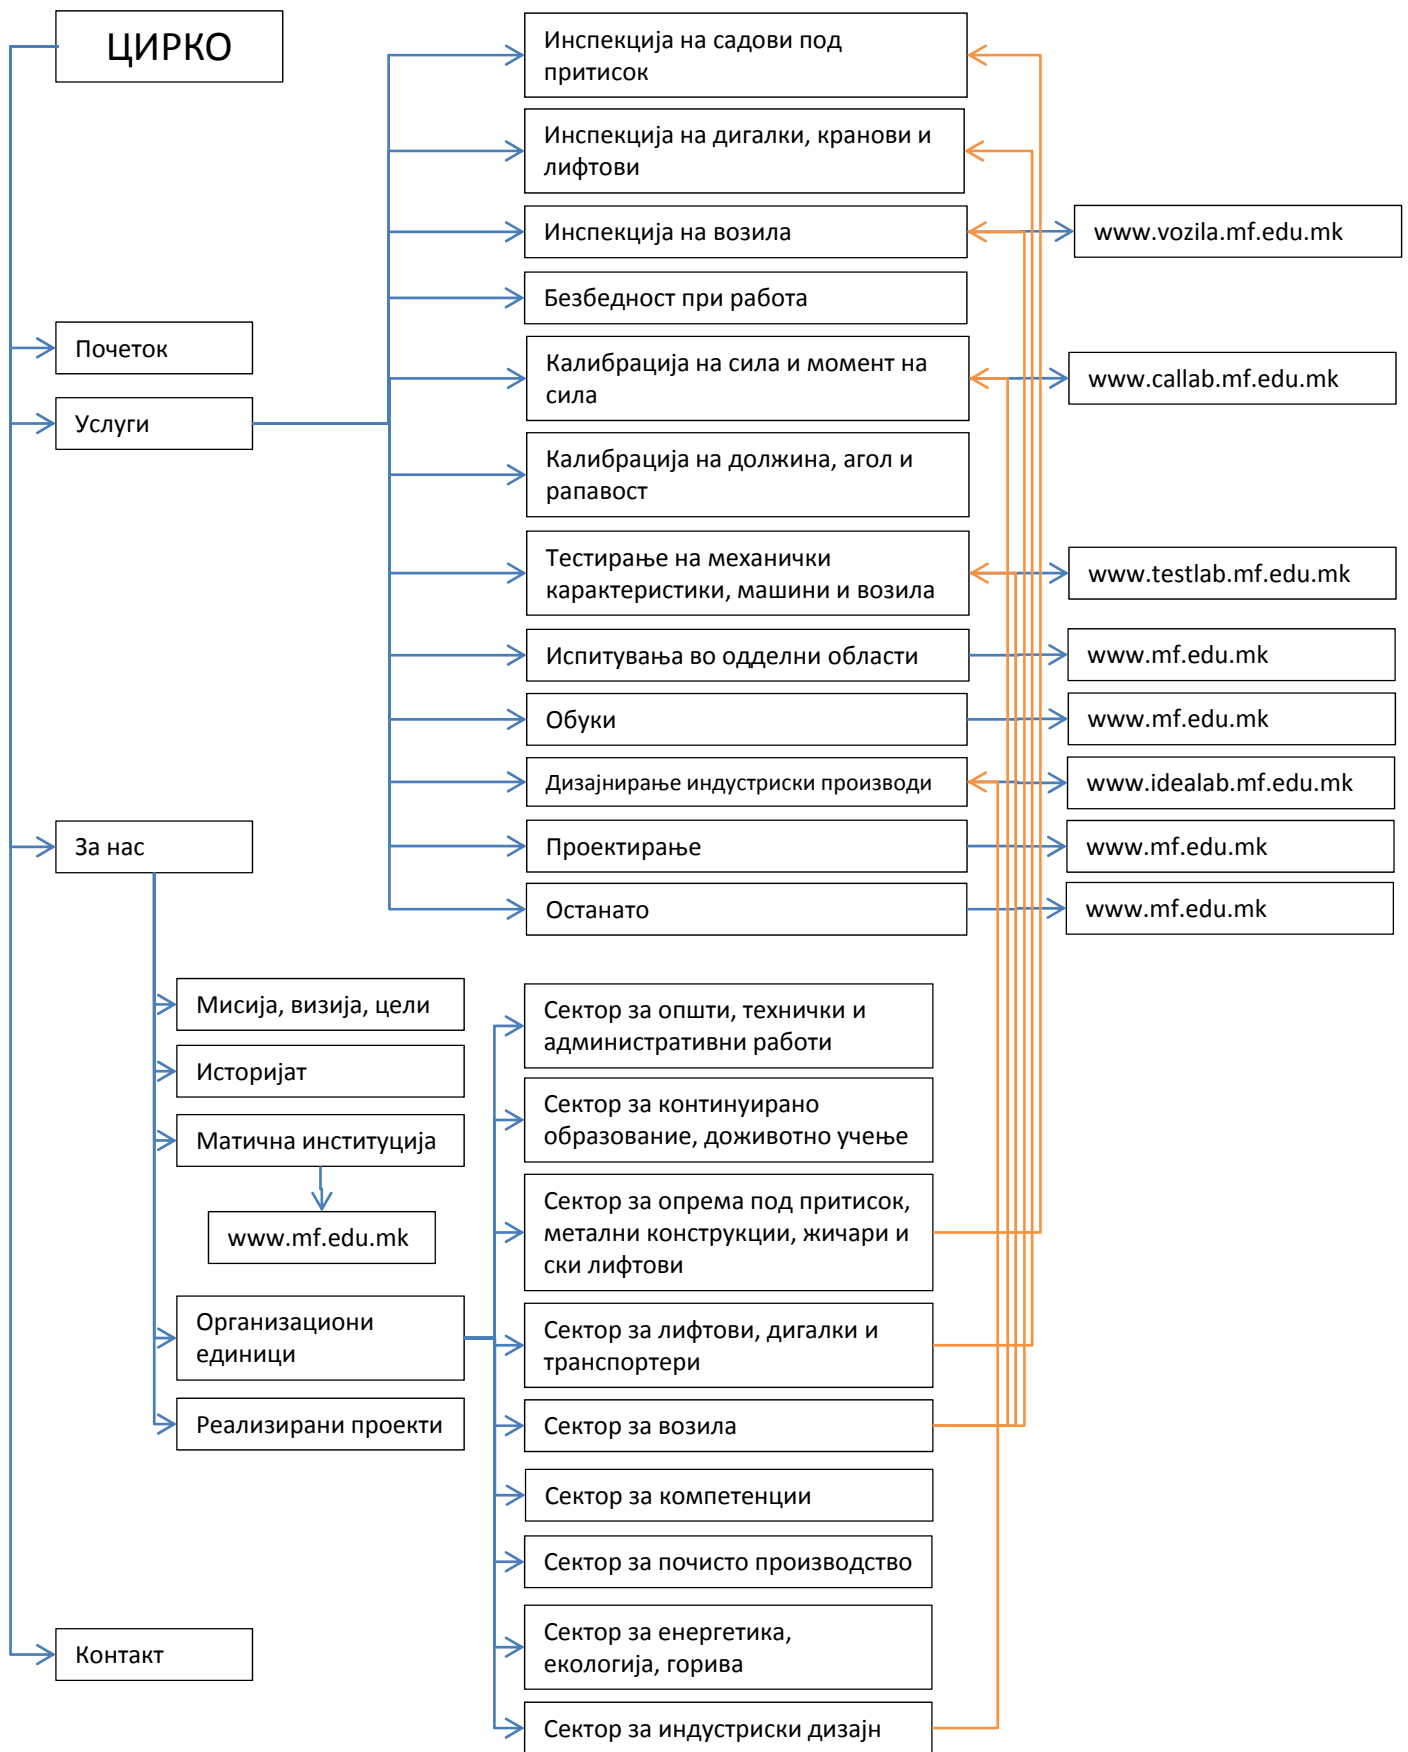 ЦИРКО
Почеток
Услуги
Инспекција на садови под
притисок
Инспекција на дигалки, кранови и
лифтови
Инспекција на возила
www.vozila.mf.edu.mk
Безбедност при работа
Калибрација на сила и момент на
сила
www.callab.mf.edu.mk
Калибрација на должина, агол и
рапавост
Тестирање на механички
карактеристики, машини и возила
www.testlab.mf.edu.mk
Испитувања во одделни области
www.mf.edu.mk
Обуки
www.mf.edu.mk
Дизајнирање индустриски производи
www.idealab.mf.edu.mk
Проектирање
www.mf.edu.mk
Останато
www.mf.edu.mk
За нас
Мисија, визија, цели
Историјат
Матична институција
www.mf.edu.mk
Организациони
единици
Сектор за општи, технички и
административни работи
Сектор за континуирано
образование, доживотно учење
Сектор за опрема под притисок,
метални конструкции, жичари и
ски лифтови
Сектор за лифтови, дигалки и
транспортери
Сектор за возила
Сектор за компетенции
Сектор за почисто производство
Сектор за енергетика,
екологија, горива
Сектор за индустриски дизајн
Реализирани проекти
Контакт